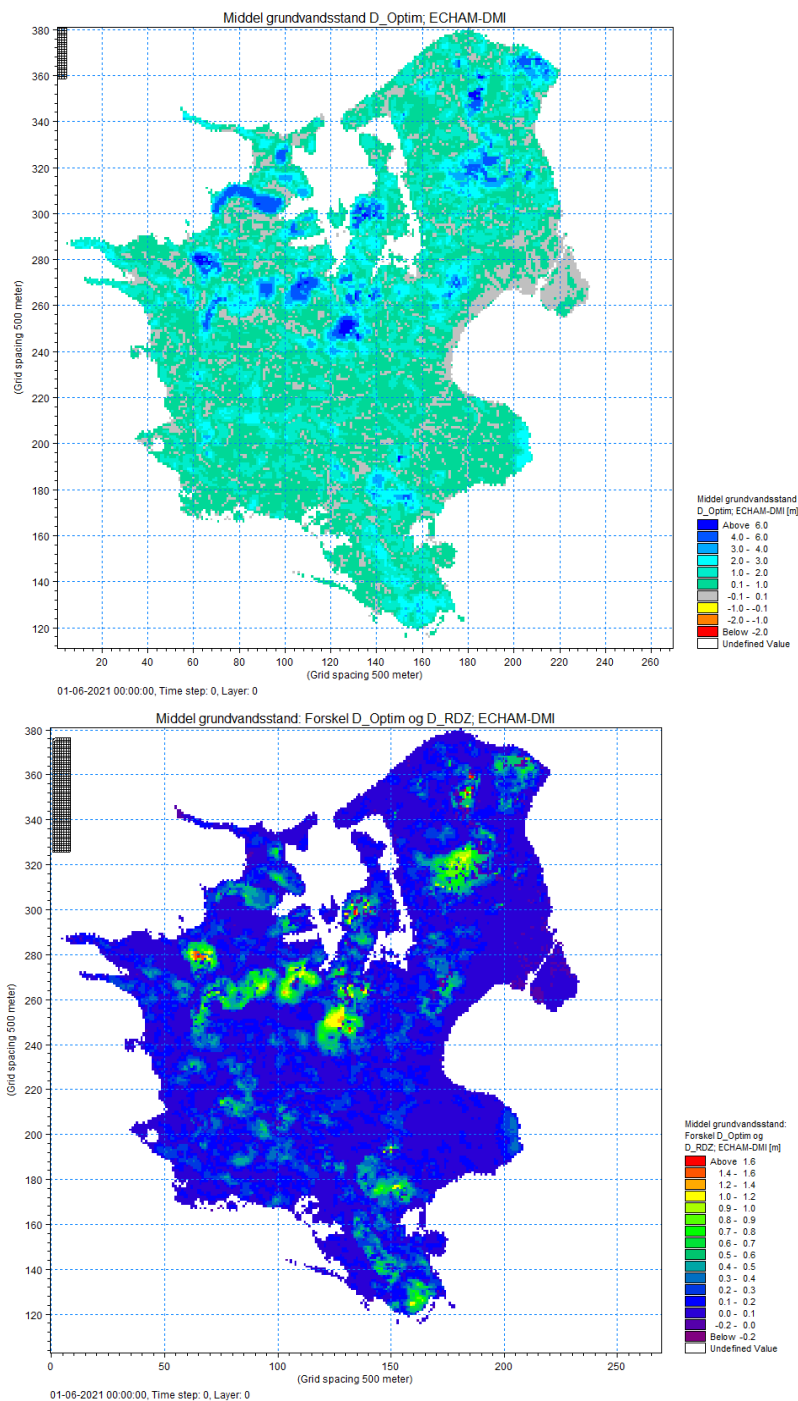 Middel grundvandsstand D_Optim; ECHAM-DMI
380
360
340
320
300
280
260
240
220
200
180
160
140
120
(Grid spacing 500 meter)
20 40 60 80 100 120 140 160 180 200 220 240 260
(Grid spacing 500 meter)
01-06-2021 00:00:00, Time step: 0, Layer: 0
Middel grundvandsstand
D_Optim; ECHAM-DMI [m]
Above 6.0
4.0 - 6.0
3.0 - 4.0
2.0 - 3.0
1.0 - 2.0
0.1 - 1.0
-0.1 - 0.1
-1.0 - -0.1
-2.0 - -1.0
Below -2.0
Undefined Value
Middel grundvandsstand: Forskel D_Optim og D_RDZ; ECHAM-DMI
380
360
340
320
300
280
260
240
220
200
180
160
140
120
(Grid spacing 500 meter)
0 50 100 150 200 250
(Grid spacing 500 meter)
01-06-2021 00:00:00, Time step: 0, Layer: 0
Middel grundvandsstand:
Forskel D_Optim og
D_RDZ; ECHAM-DMI [m]
Above 1.6
1.4 - 1.6
1.2 - 1.4
1.0 - 1.2
0.9 - 1.0
0.8 - 0.9
0.7 - 0.8
0.6 - 0.7
0.5 - 0.6
0.4 - 0.5
0.3 - 0.4
0.2 - 0.3
0.1 - 0.2
0.0 - 0.1
-0.2 - 0.0
Below -0.2
Undefined Value